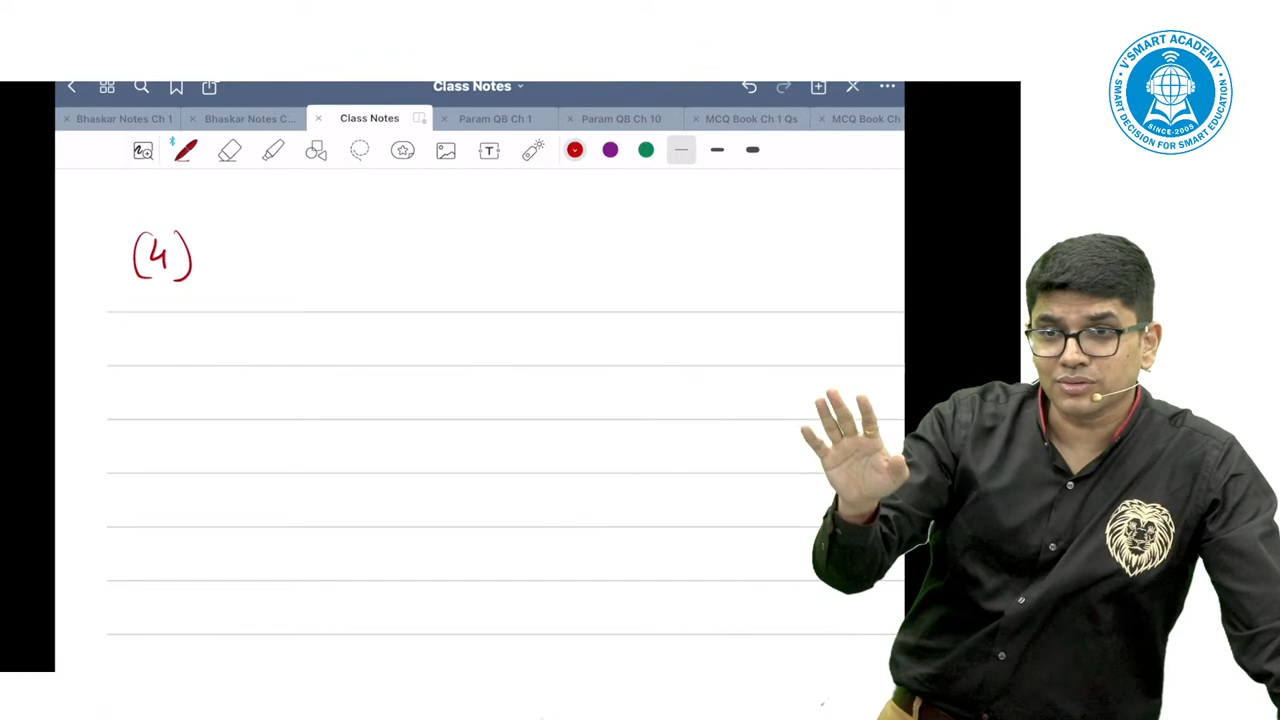 Class Notes
Bhaskar Notes Ch 1
Bhaskar Notes C...
Class Notes
Param QB Ch 1
Param QB Ch 10
MCQ Book Ch 1 Qs
MCQ Book Ch
T
(4)
V'SMART ACADEMY
SINCE-2005
SMART DECISION FOR SMART EDUCATION